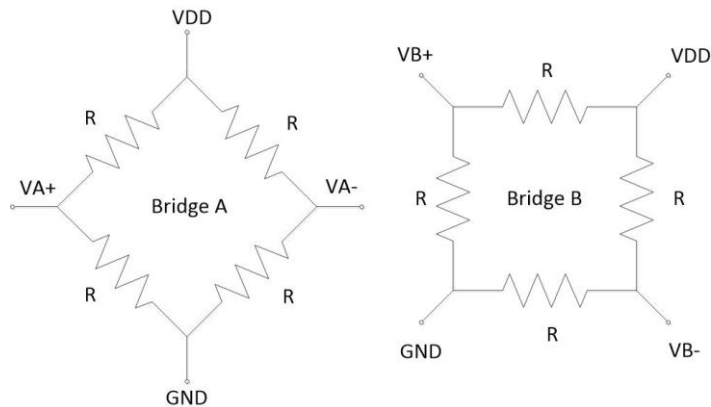 VDD
R
R
VA+
VA-
Bridge A
R
R
GND
VB+
VDD
R
R
Bridge B
R
R
GND
VB-